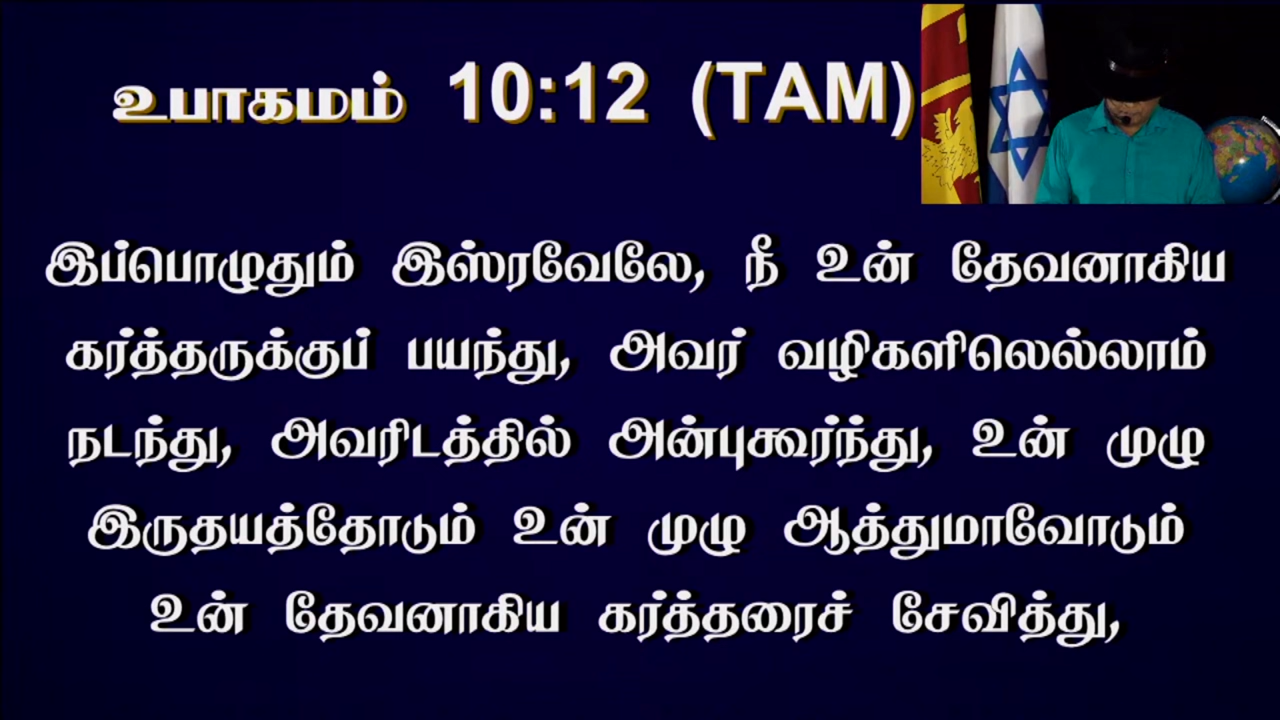 உபாகமம் 10:12 (TAM)
இப்பொழுதும் இஸ்ரவேலே, நீ உன் தேவனாகிய
கர்த்தருக்குப் பயந்து, அவர் வழிகளிலெல்லாம்
நடந்து, அவரிடத்தில் அன்புகூர்ந்து, உன் முழு
இருதயத்தோடும் உன் முழு ஆத்துமாவோடும்
உன் தேவனாகிய கர்த்தரைச் சேவித்து,